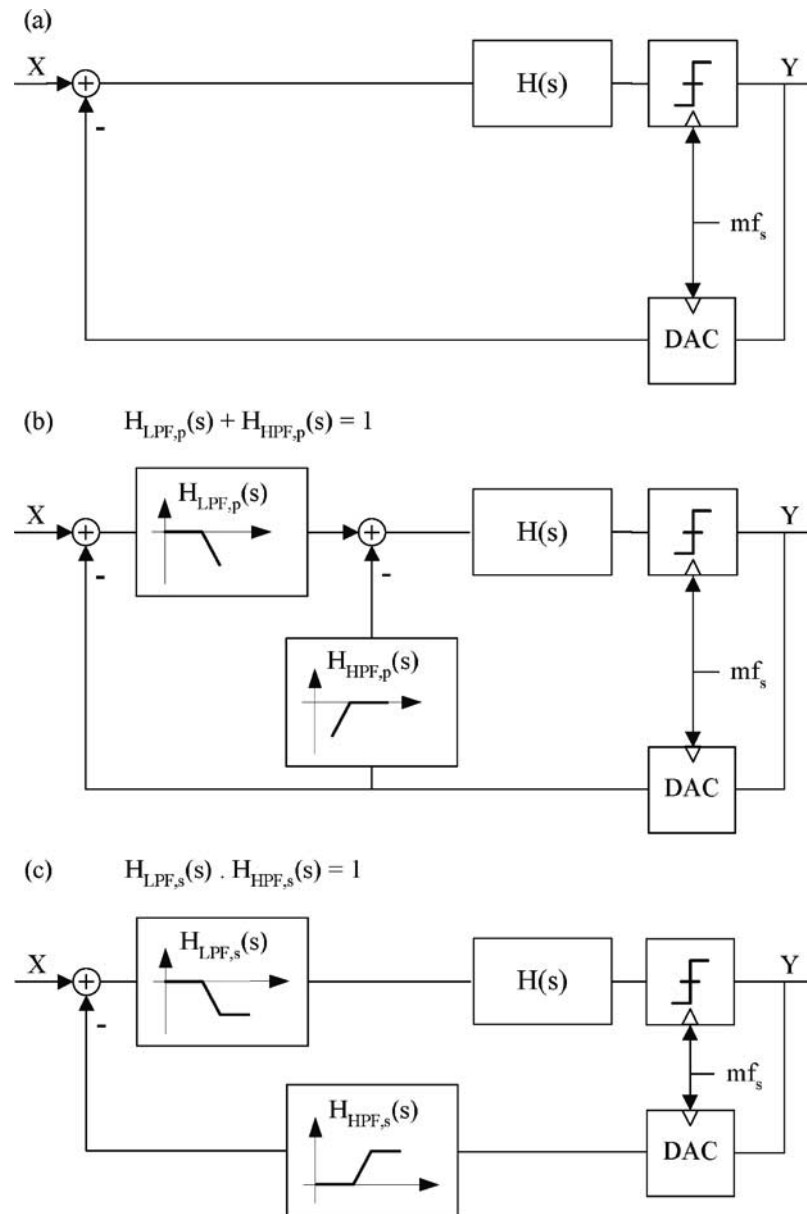 (a)
X
H(s)
Y
-
mf_s
DAC
(b) H_LPF,p(s) + H_HPF,p(s) = 1
H_LPF,p(s)
X
H(s)
Y
-
-
H_HPF,p(s)
mf_s
DAC
(c) H_LPF,s(s) . H_HPF,s(s) = 1
H_LPF,s(s)
X
H(s)
Y
-
mf_s
H_HPF,s(s)
DAC